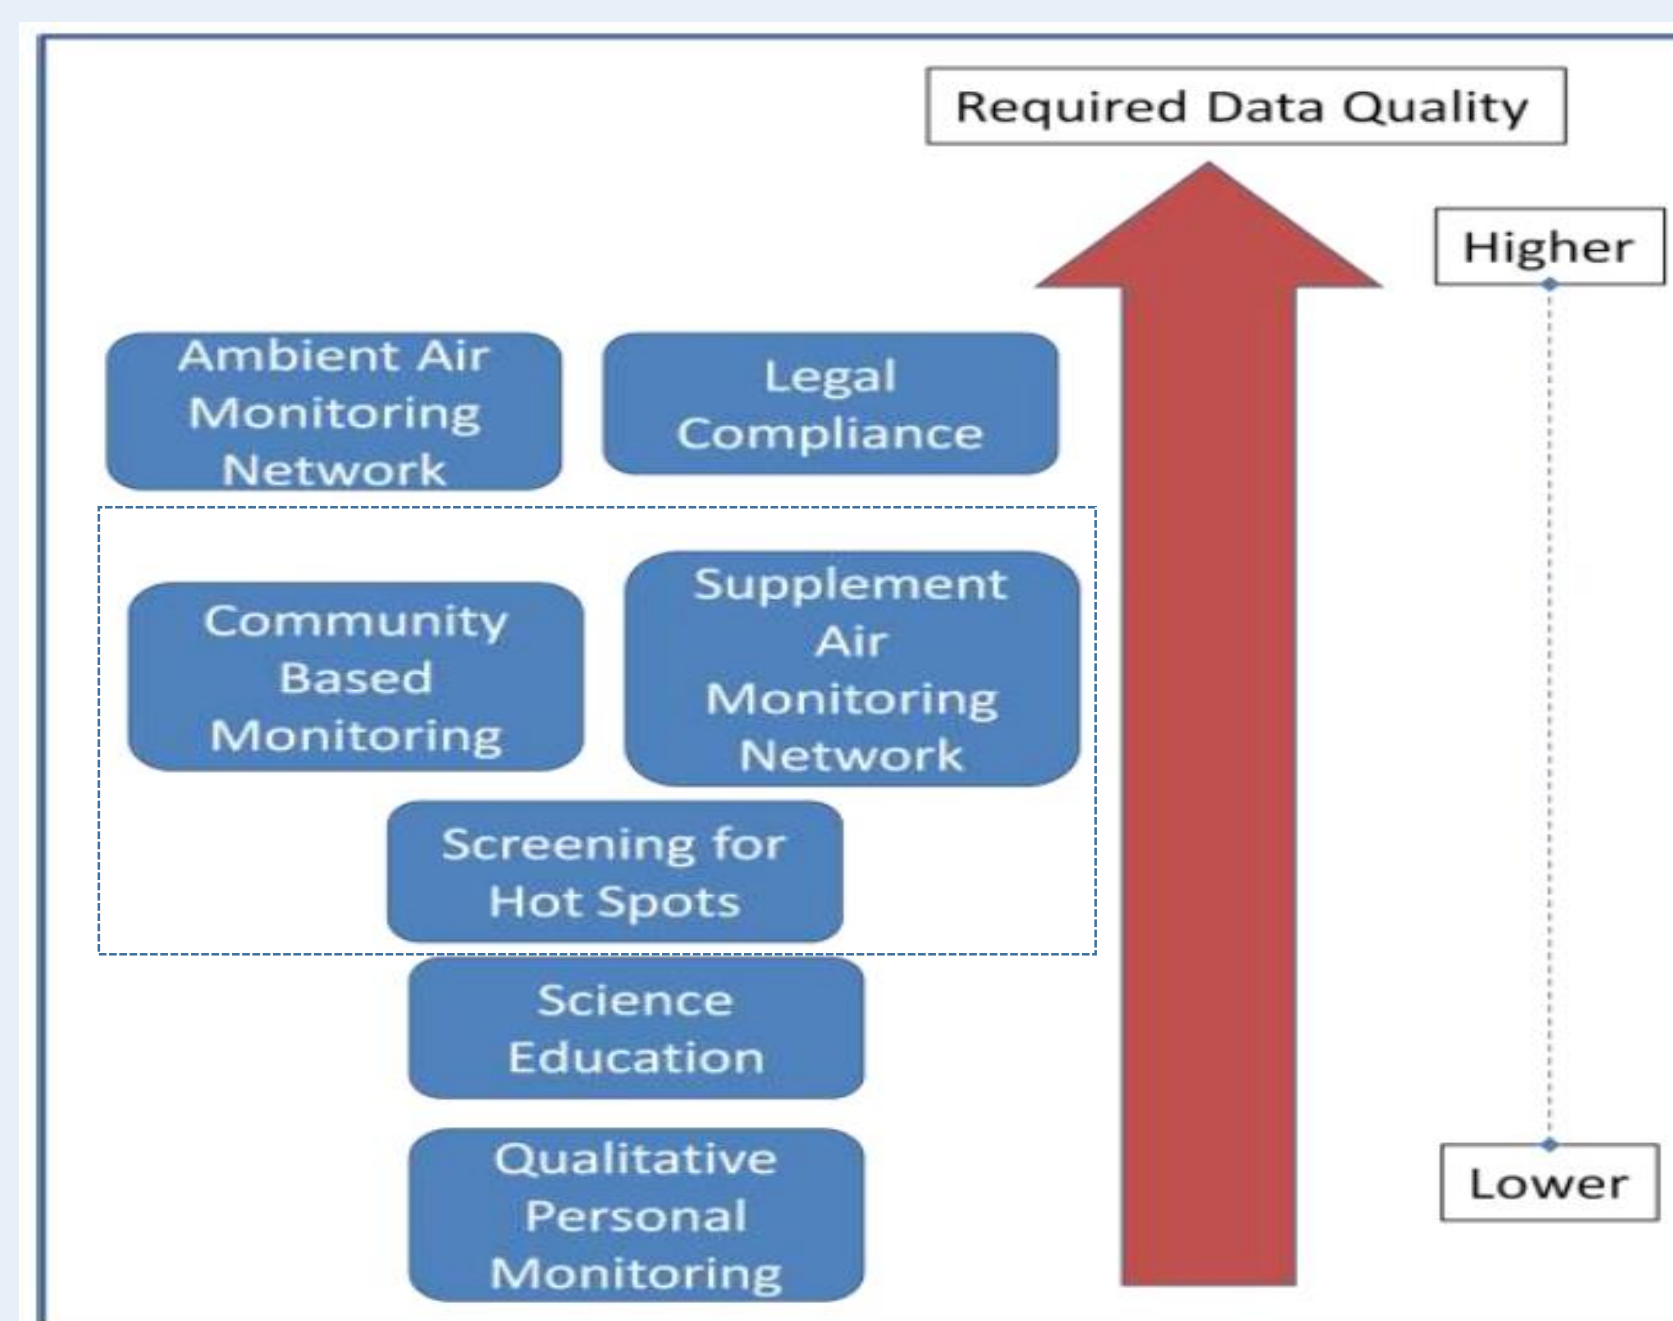 Required Data Quality
Higher
Ambient Air
Monitoring
Network
Legal
Compliance
Community
Based
Monitoring
Supplement
Air
Monitoring
Network
Screening for
Hot Spots
Science
Education
Qualitative
Personal
Monitoring
Lower